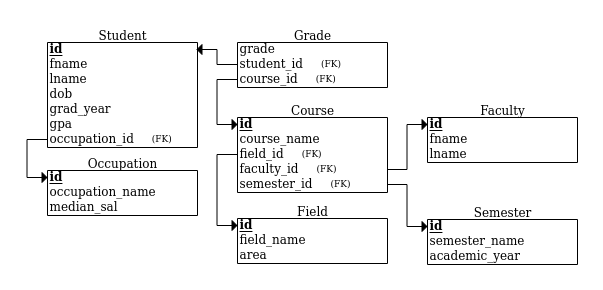 Student
id
fname
lname
dob
grad_year
gpa
occupation_id (FK)
Occupation
id
occupation_name
median_sal
Grade
grade
student_id (FK)
course_id (FK)
Course
id
course_name
field_id (FK)
faculty_id (FK)
semester_id (FK)
Field
id
field_name
area
Faculty
id
fname
lname
Semester
id
semester_name
academic_year